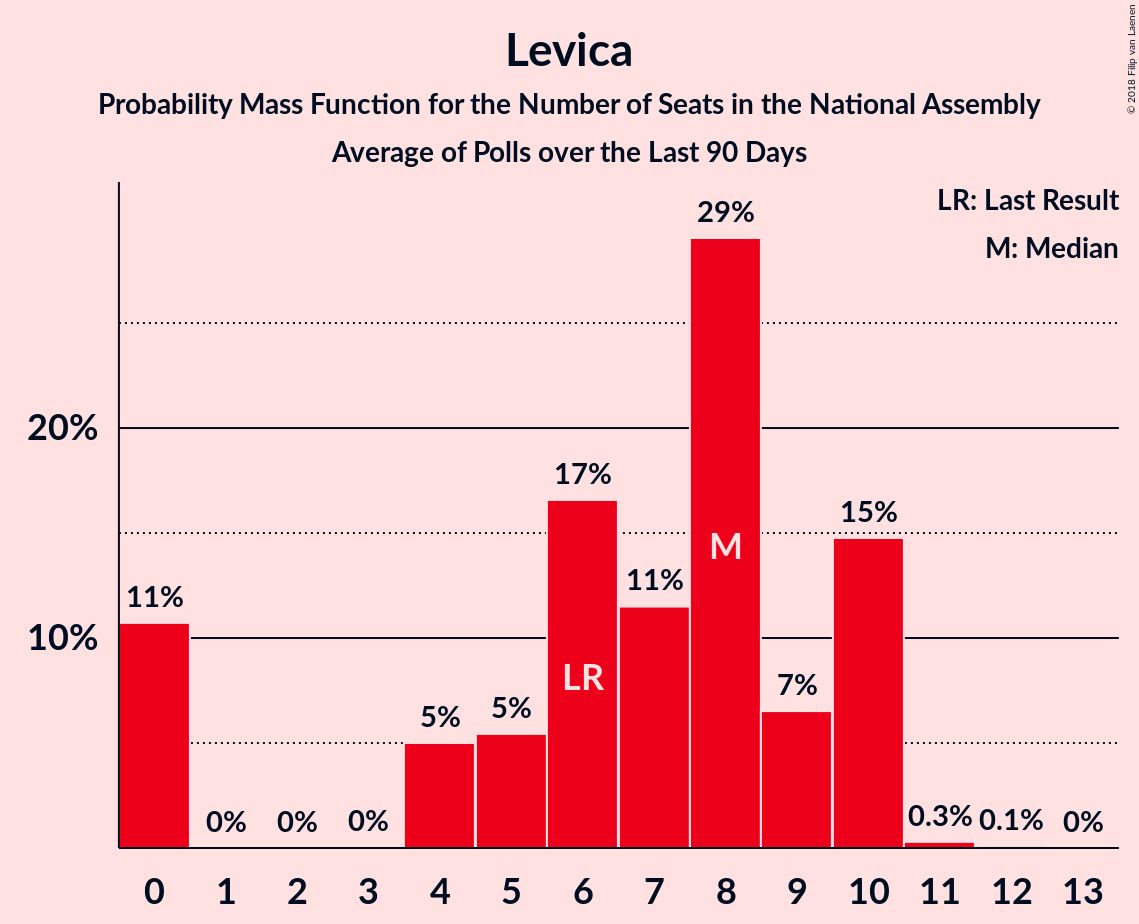 Levica
Probability Mass Function for the Number of Seats in the National Assembly
Average of Polls over the Last 90 Days
© 2018 Filip van Laenen
LR: Last Result
M: Median
29%
20%
17%
15%
M
11%
11%
10%
LR
7%
5%
5%
0%
0%
0%
0.3%
0.1%
0%
0 1 2 3 4 5 6 7 8 9 10 11 12 13